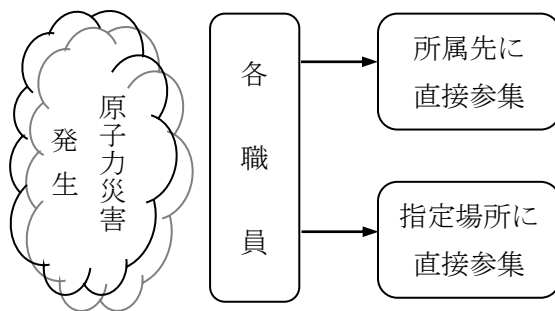 原子力災害
発生
各職員
所属先に
直接参集
指定場所に
直接参集